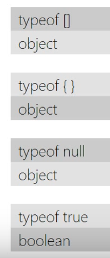 typeof []
object
typeof { }
object
typeof null
object
typeof true
boolean